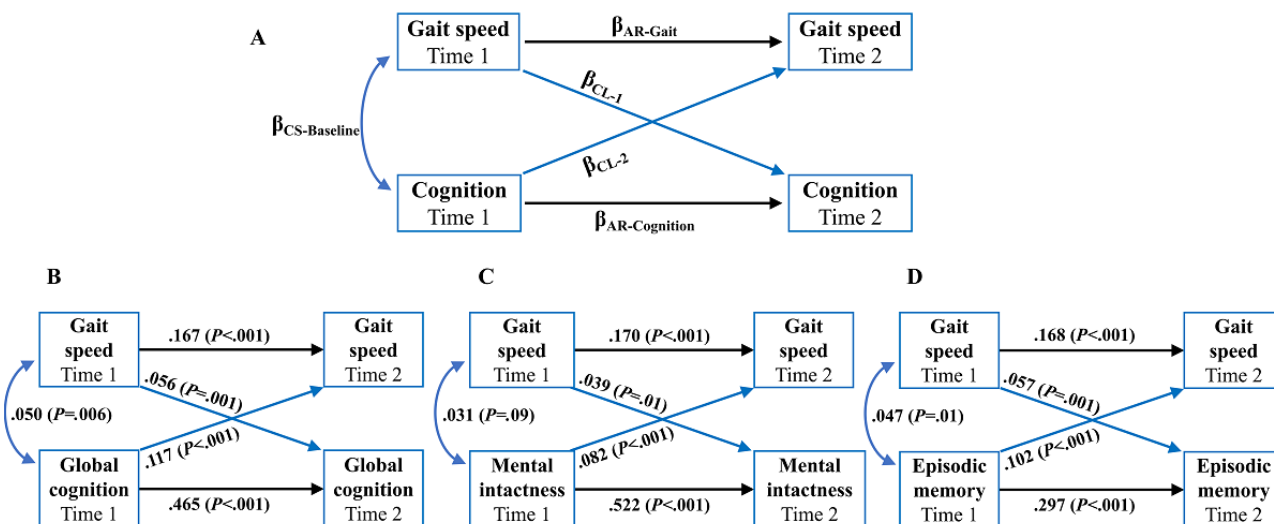 A
Gait speed
Time 1
β_AR-Gait
Gait speed
Time 2
β_CL-1
β_CS-Baseline
β_CL-2
Cognition
Time 1
β_AR-Cognition
Cognition
Time 2
B
Gait
speed
Time 1
.167 (P<.001)
Gait
speed
Time 2
.056 (P=.001)
.050 (P=.006)
.117 (P<.001)
Global
cognition
Time 1
.465 (P<.001)
Global
cognition
Time 2
C
Gait
speed
Time 1
.170 (P<.001)
Gait
speed
Time 2
.039 (P=.01)
.031 (P=.09)
.082 (P<.001)
Mental
intactness
Time 1
.522 (P<.001)
Mental
intactness
Time 2
D
Gait
speed
Time 1
.168 (P<.001)
Gait
speed
Time 2
.057 (P=.001)
.047 (P=.01)
.102 (P<.001)
Episodic
memory
Time 1
.297 (P<.001)
Episodic
memory
Time 2